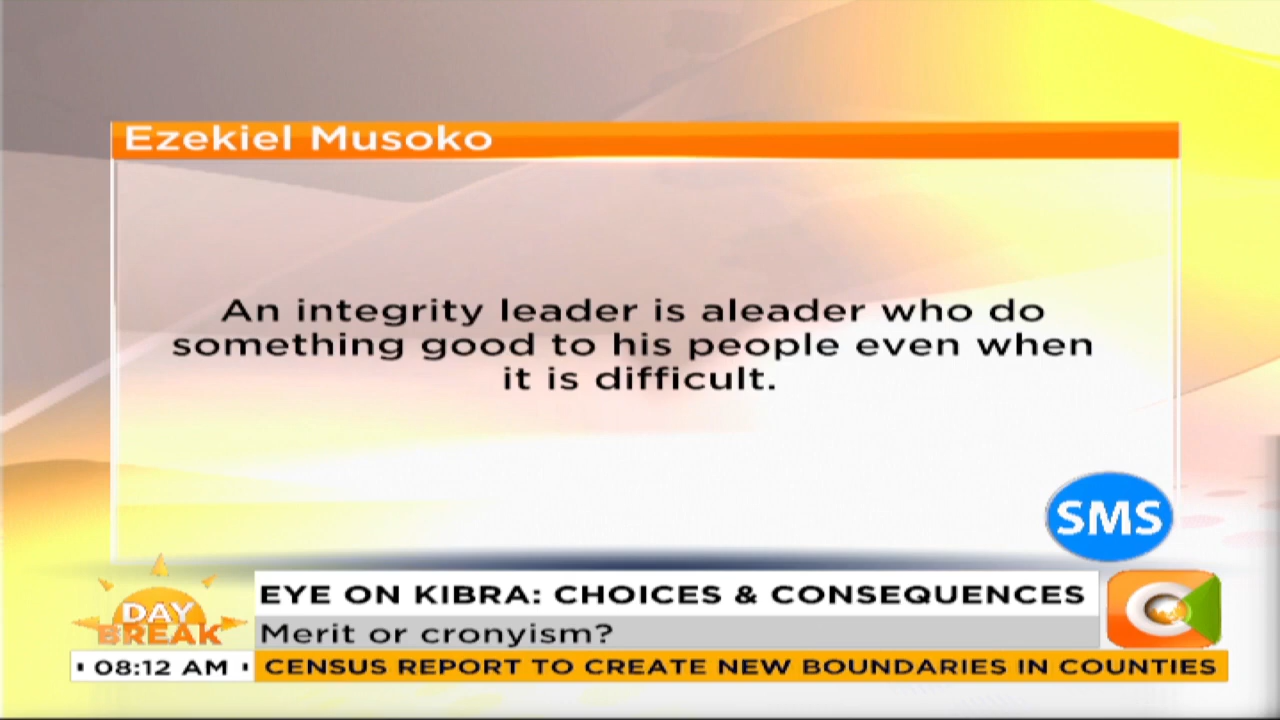 Ezekiel Musoko
An integrity leader is aleader who do
something good to his people even when
it is difficult.
SMS
DAY
BREAK
EYE ON KIBRA: CHOICES & CONSEQUENCES
Merit or cronyism?
08:12 AM
CENSUS REPORT TO CREATE NEW BOUNDARIES IN COUNTIES